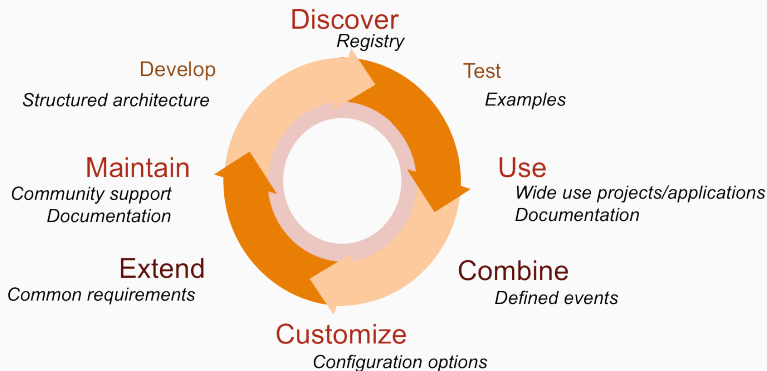 Discover
Registry
Develop
Test
Structured architecture
Examples
Maintain
Use
Community support
Documentation
Wide use projects/applications
Documentation
Extend
Combine
Common requirements
Defined events
Customize
Configuration options